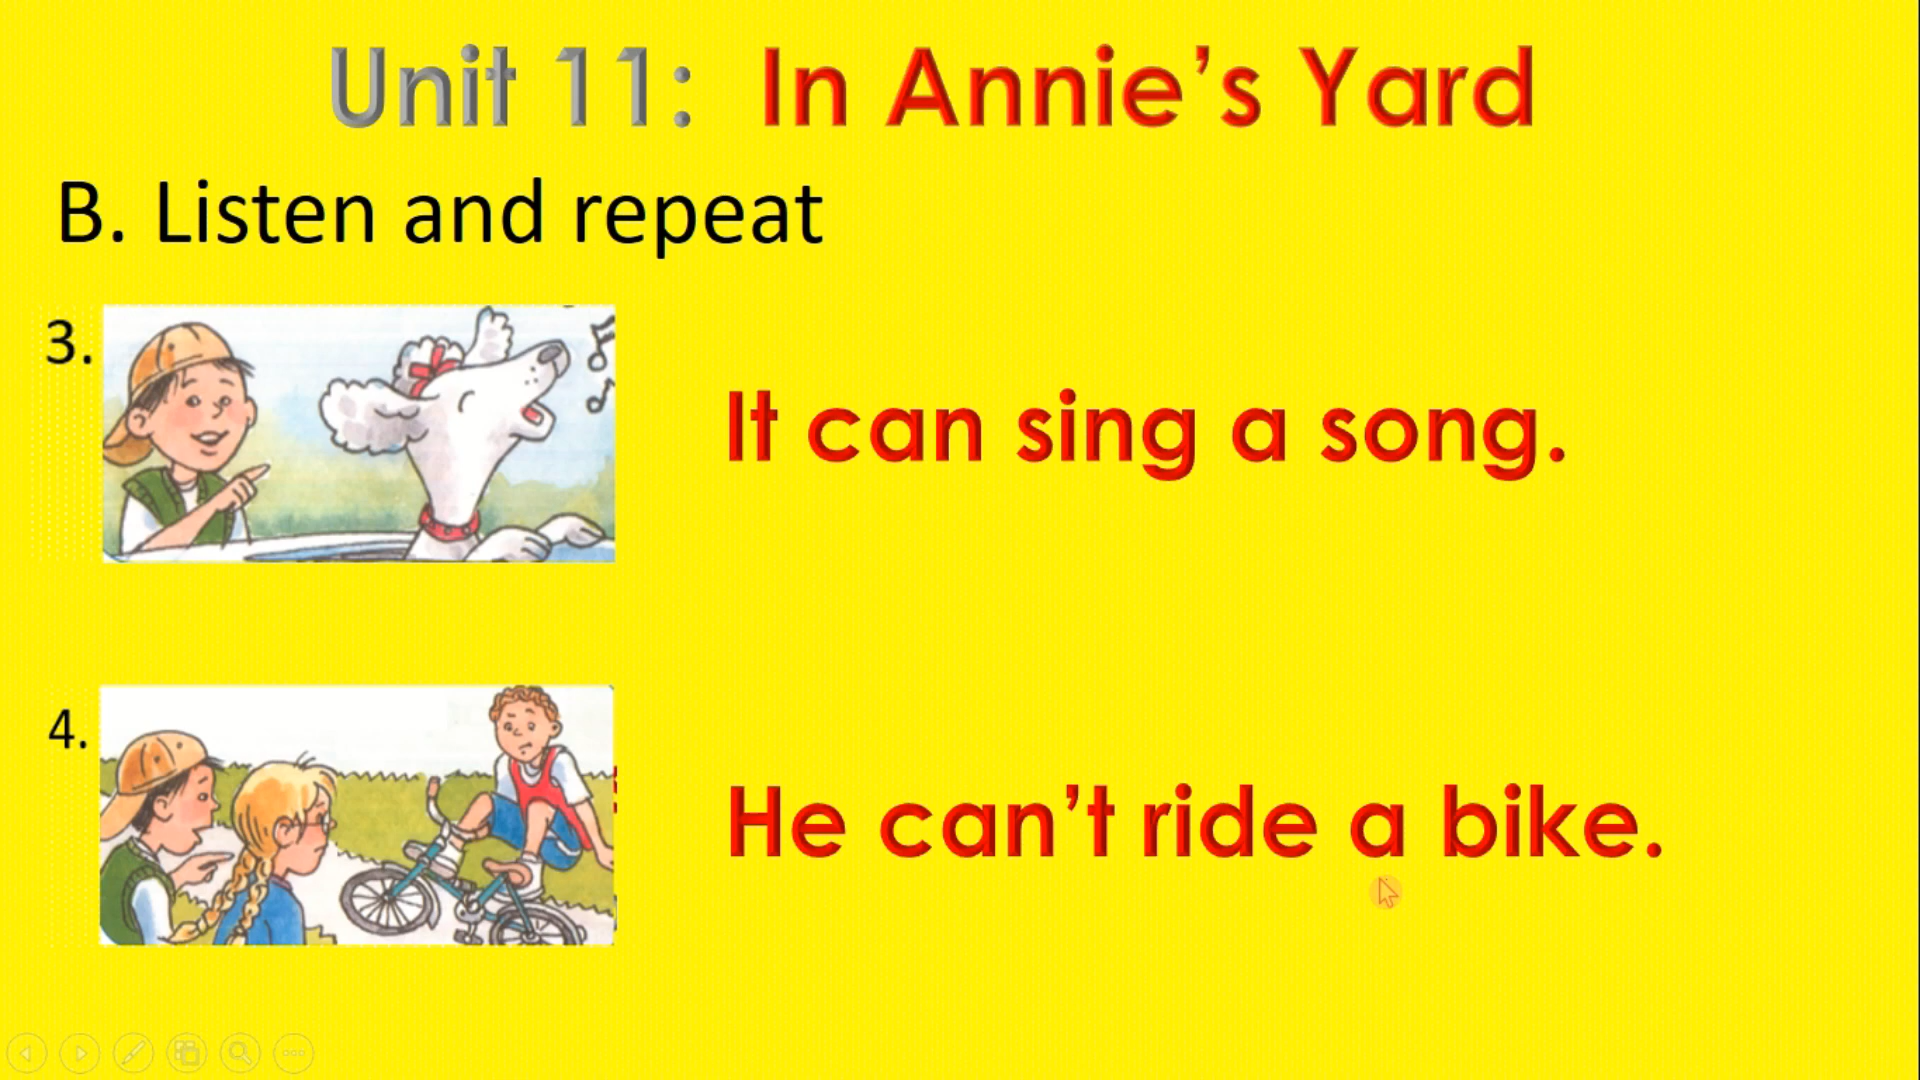 Unit 11: In Annie’s Yard
B. Listen and repeat
3.
It can sing a song.
4.
He can’t ride a bike.